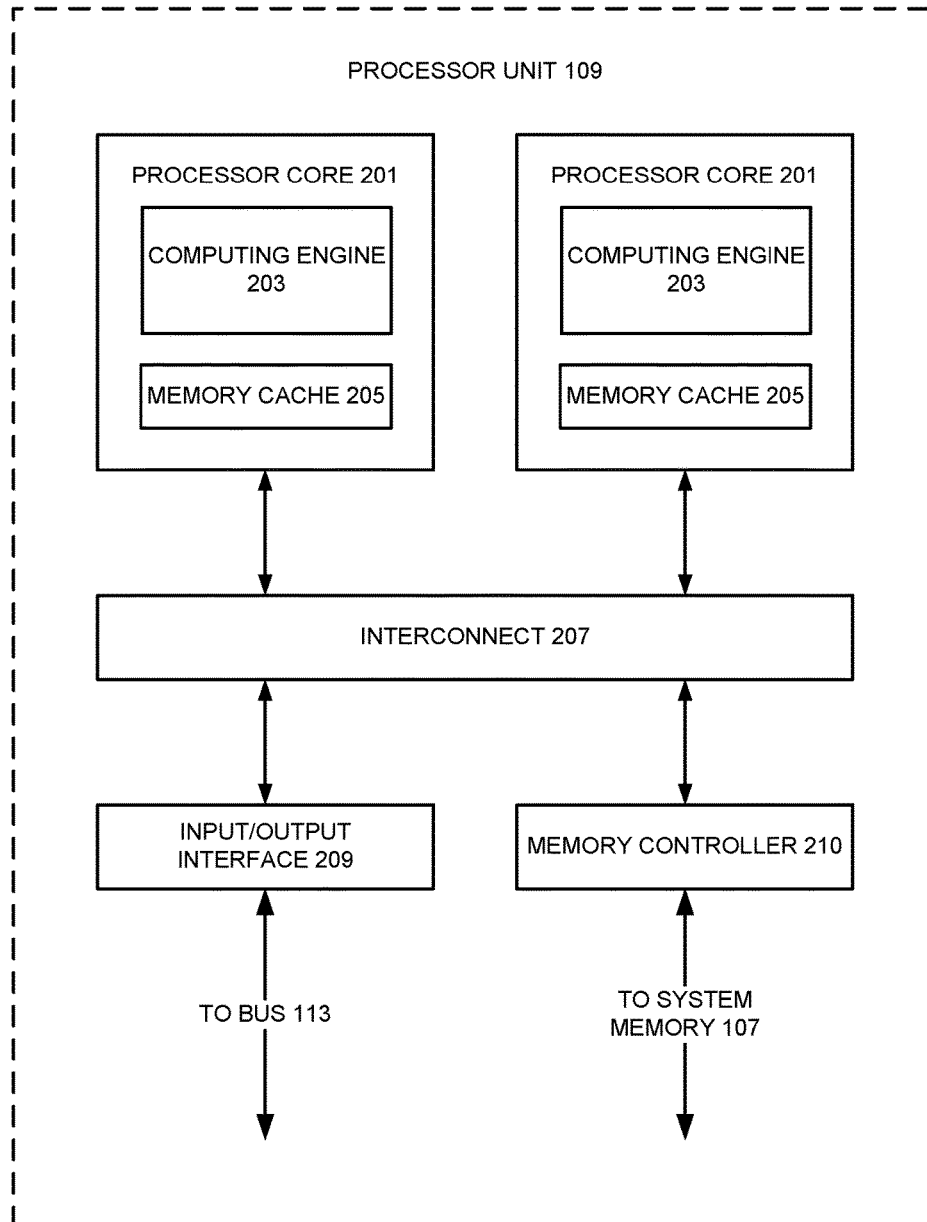 PROCESSOR UNIT 109
PROCESSOR CORE 201
COMPUTING ENGINE
203
MEMORY CACHE 205
PROCESSOR CORE 201
COMPUTING ENGINE
203
MEMORY CACHE 205
INTERCONNECT 207
INPUT/OUTPUT
INTERFACE 209
MEMORY CONTROLLER 210
TO BUS 113
TO SYSTEM
MEMORY 107